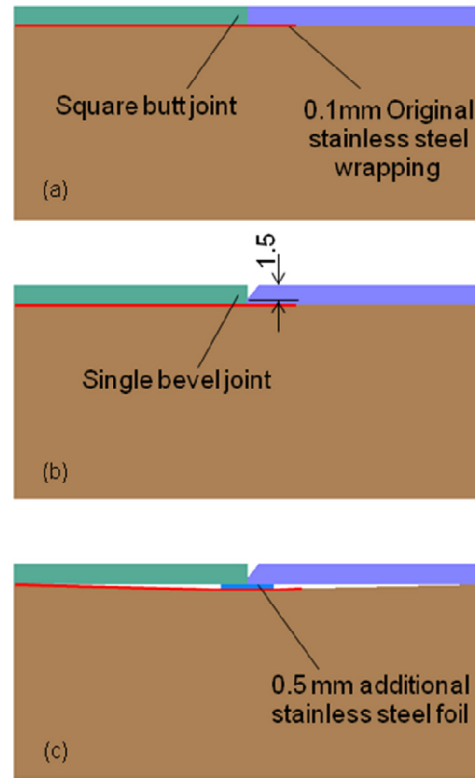 Square butt joint
0.1mm Original
stainless steel
wrapping
(a)
1.5
Single bevel joint
(b)
0.5 mm additional
stainless steel foil
(c)